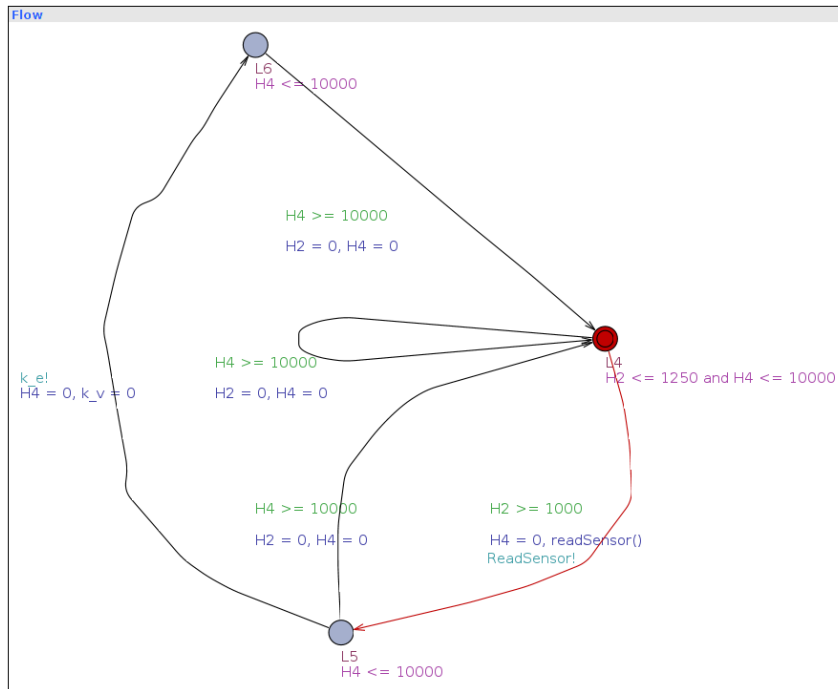 Flow
L6
H4 <= 10000
H4 >= 10000
H2 = 0, H4 = 0
L4
H2 <= 1250 and H4 <= 10000
H4 >= 10000
H2 = 0, H4 = 0
k_e!
H4 = 0, k_v = 0
H4 >= 10000
H2 = 0, H4 = 0
H2 >= 1000
H4 = 0, readSensor()
ReadSensor!
L5
H4 <= 10000